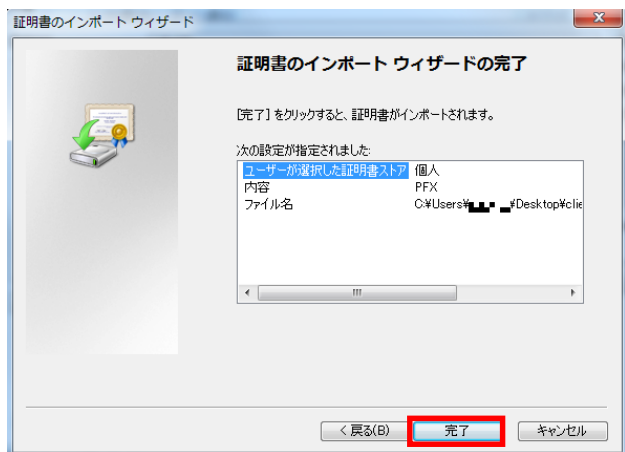 証明書のインポート ウィザード
証明書のインポート ウィザードの完了
[完了] をクリックすると、証明書がインポートされます。
次の設定が指定されました:
ユーザーが選択した証明書ストア 個人
内容 PFX
ファイル名 C:¥Users¥ ¥Desktop¥clie
< 戻る(B) 完了 キャンセル